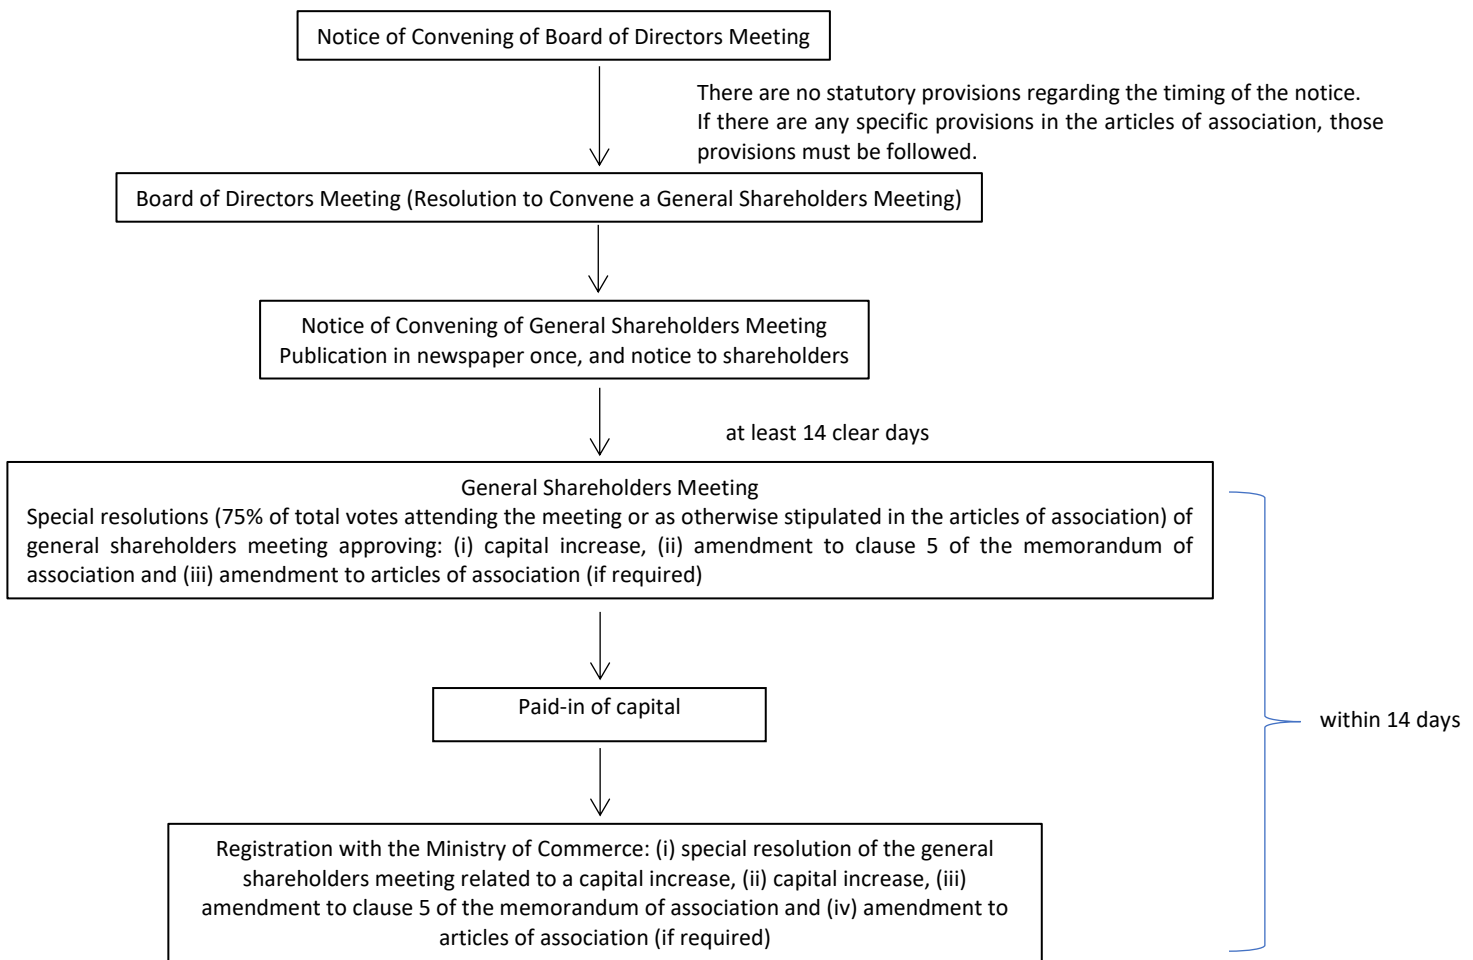 Notice of Convening of Board of Directors Meeting
There are no statutory provisions regarding the timing of the notice.
If there are any specific provisions in the articles of association, those
provisions must be followed.
Board of Directors Meeting (Resolution to Convene a General Shareholders Meeting)
Notice of Convening of General Shareholders Meeting
Publication in newspaper once, and notice to shareholders
at least 14 clear days
General Shareholders Meeting
Special resolutions (75% of total votes attending the meeting or as otherwise stipulated in the articles of association) of
general shareholders meeting approving: (i) capital increase, (ii) amendment to clause 5 of the memorandum of
association and (iii) amendment to articles of association (if required)
Paid-in of capital
within 14 days
Registration with the Ministry of Commerce: (i) special resolution of the general
shareholders meeting related to a capital increase, (ii) capital increase, (iii)
amendment to clause 5 of the memorandum of association and (iv) amendment to
articles of association (if required)